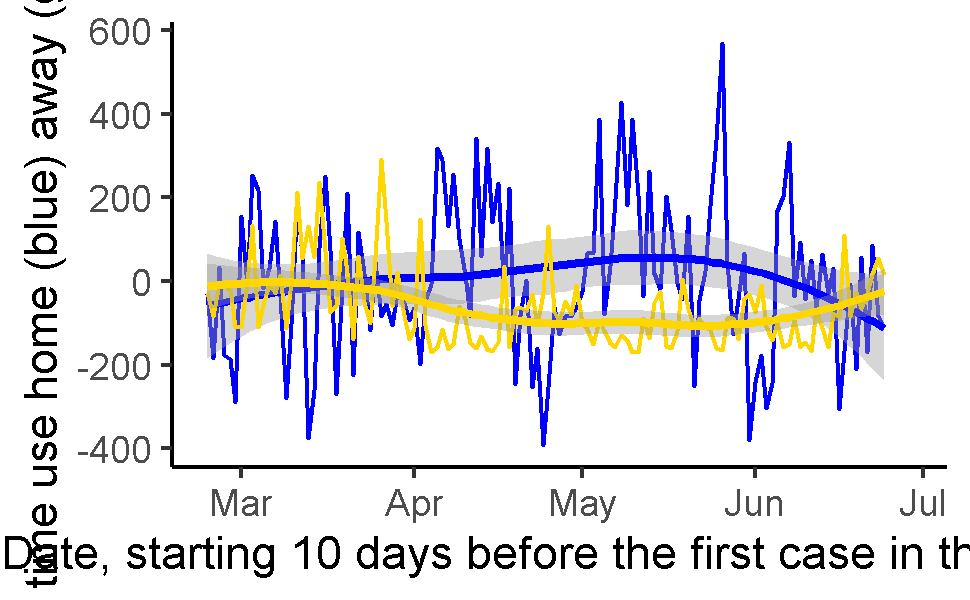 time use home (blue) away (
600
400
200
0
-200
-400
Mar Apr May Jun Jul
Date, starting 10 days before the first case in th